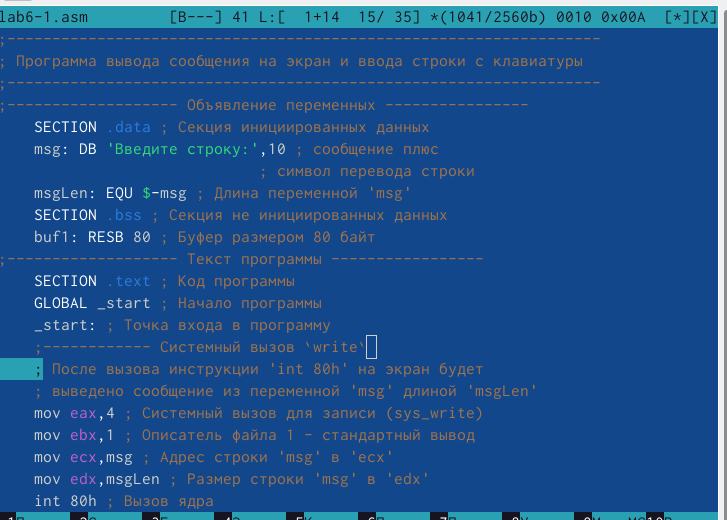 lab6-1.asm [B---] 41 L:[ 1+14 15/ 35] *(1041/2560b) 0010 0x00A [*][X]
;------------------------------------------------------------------
; Программа вывода сообщения на экран и ввода строки с клавиатуры
;------------------------------------------------------------------
;------------------- Объявление переменных ----------------
SECTION .data ; Секция инициированных данных
msg: DB 'Введите строку:',10 ; сообщение плюс
; символ перевода строки
msgLen: EQU $-msg ; Длина переменной 'msg'
SECTION .bss ; Секция не инициированных данных
buf1: RESB 80 ; Буфер размером 80 байт
;------------------- Текст программы -----------------
SECTION .text ; Код программы
GLOBAL _start ; Начало программы
_start: ; Точка входа в программу
;------------ Системный вызов `write`
; После вызова инструкции 'int 80h' на экран будет
; выведено сообщение из переменной 'msg' длиной 'msgLen'
mov eax,4 ; Системный вызов для записи (sys_write)
mov ebx,1 ; Описатель файла 1 - стандартный вывод
mov ecx,msg ; Адрес строки 'msg' в 'ecx'
mov edx,msgLen ; Размер строки 'msg' в 'edx'
int 80h ; Вызов ядра